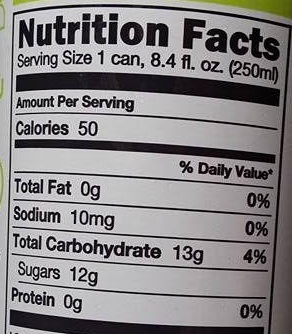 Nutrition Facts
Serving Size 1 can, 8.4 fl. oz. (250ml)
Amount Per Serving
Calories 50
% Daily Value*
Total Fat 0g 0%
Sodium 10mg 0%
Total Carbohydrate 13g 4%
Sugars 12g
Protein 0g 0%